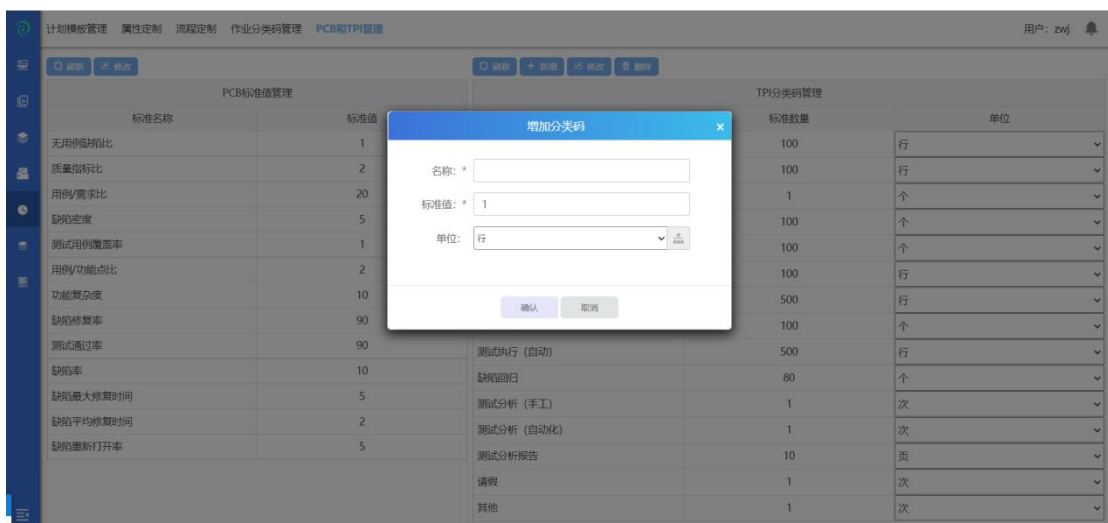 计划模板管理 属性定制 流程定制 作业分类码管理 PCB和TPI管理 用户：zwj
刷新 修改 刷新 新增 修改 删除
PCB标准值管理 TPI分类码管理
标准名称 标准值 标准数量 单位
增加分类码 x
名称: *
标准值: * 1
单位: 行
确认 取消
无用例缺陷比 1 100 行
质量指标比 2 100 行
用例/需求比 20 1 个
缺陷密度 5 100 个
测试用例覆盖率 1 100 个
用例/功能点比 2 100 行
功能复杂度 10 500 行
缺陷修复率 90 100 个
测试通过率 90 测试执行（自动） 500 行
缺陷率 10 缺陷回归 80 个
缺陷最大修复时间 5 测试分析（手工） 1 次
缺陷平均修复时间 2 测试分析（自动化） 1 次
缺陷重新打开率 5 测试分析报告 10 页
请假 1 次
其他 1 次